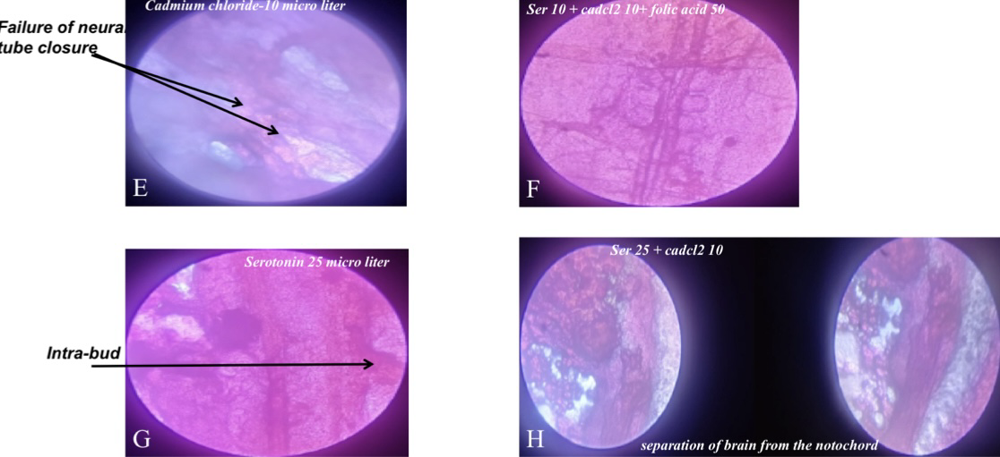 Cadmium chloride-10 micro liter
Failure of neural
tube closure
E
Ser 10 + cadcl2 10+ folic acid 50
F
Serotonin 25 micro liter
Intra-bud
G
Ser 25 + cadcl2 10
H
separation of brain from the notochord